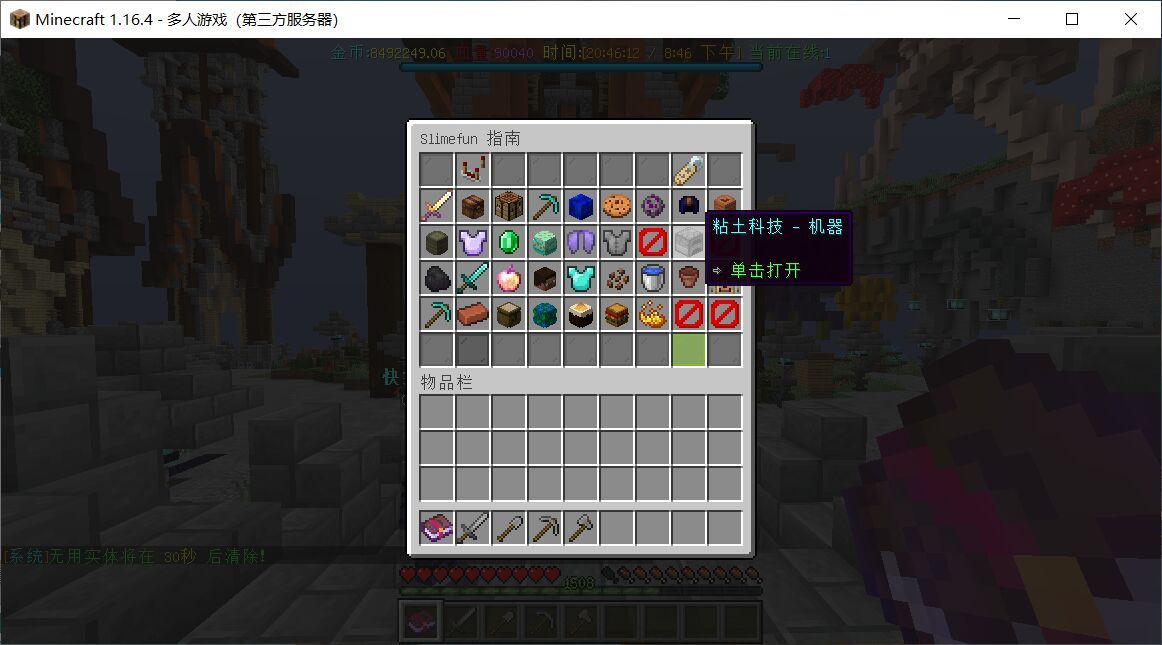 Minecraft 1.16.4 - 多人游戏（第三方服务器）
金币:8492249.06 血量:90040 时间:[20:46:12 / 8:46 下午] 当前在线:1
Slimefun 指南
粘土科技 - 机器
⇨ 单击打开
快
物品栏
[系统]无用实体将在 30秒 后清除!
1508